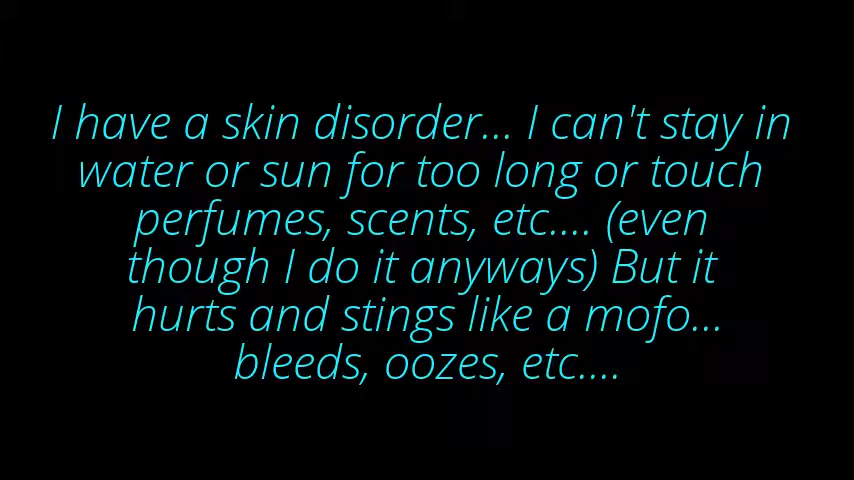 I have a skin disorder... I can't stay in
water or sun for too long or touch
perfumes, scents, etc.... (even
though I do it anyways) But it
hurts and stings like a mofo...
bleeds, oozes, etc....